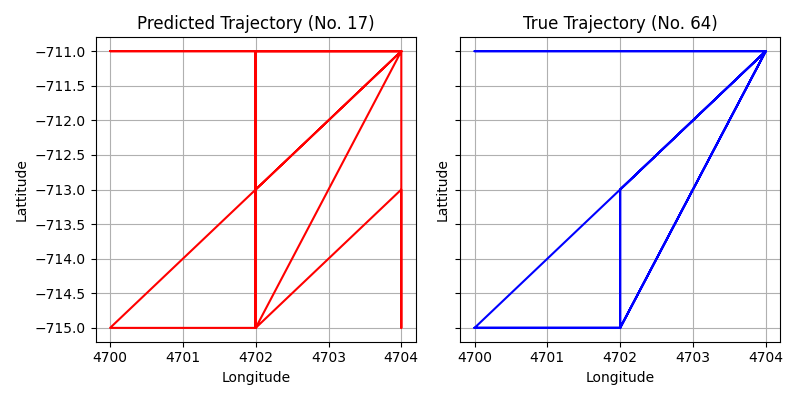 Predicted Trajectory (No. 17)
−711.0
−711.5
−712.0
−712.5
−713.0
−713.5
−714.0
−714.5
−715.0
Lattitude
4700 4701 4702 4703 4704
Longitude
True Trajectory (No. 64)
Lattitude
4700 4701 4702 4703 4704
Longitude